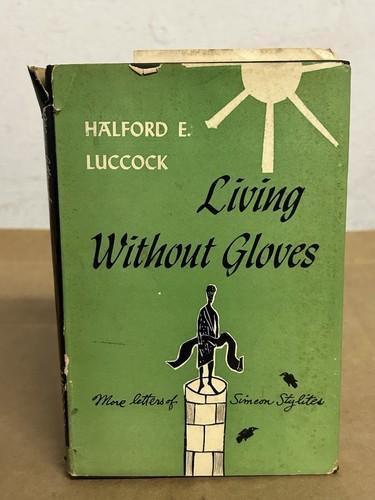 HALFORD E.
LUCCOCK
Living
Without Gloves
More letters of Simeon Stylites